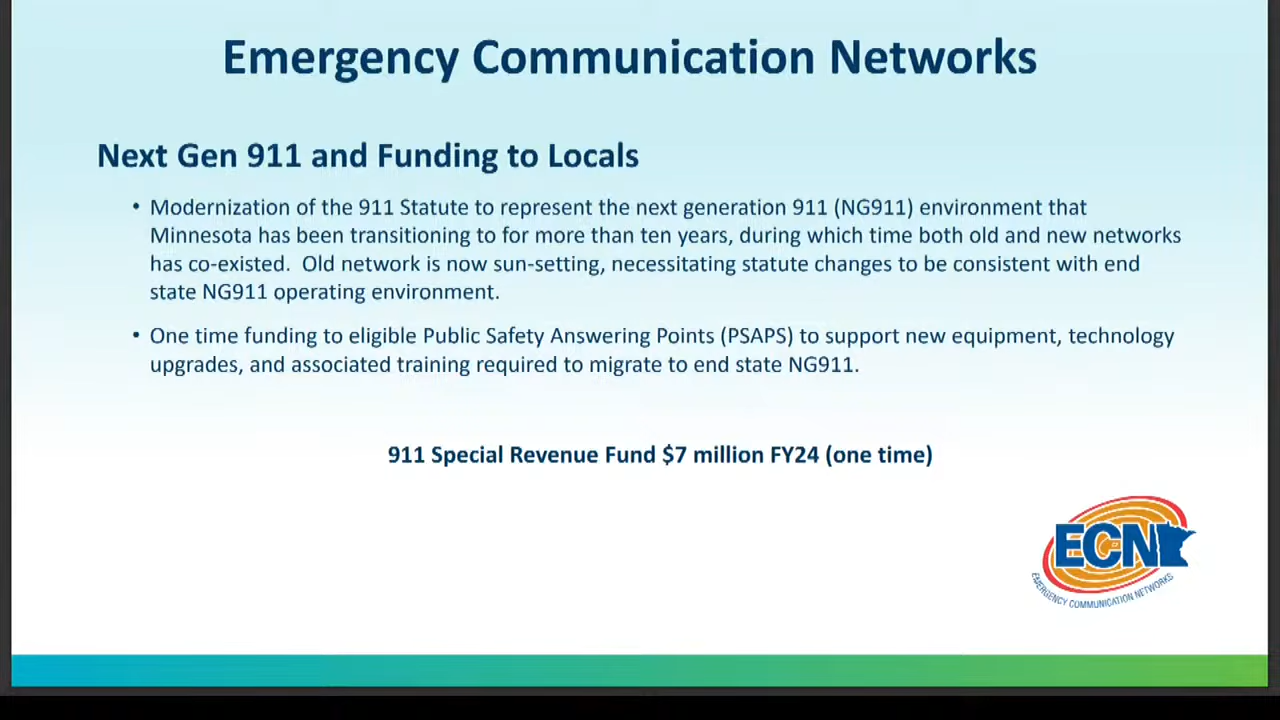 Emergency Communication Networks
Next Gen 911 and Funding to Locals
• Modernization of the 911 Statute to represent the next generation 911 (NG911) environment that
Minnesota has been transitioning to for more than ten years, during which time both old and new networks
has co-existed.  Old network is now sun-setting, necessitating statute changes to be consistent with end
state NG911 operating environment.
• One time funding to eligible Public Safety Answering Points (PSAPS) to support new equipment, technology
upgrades, and associated training required to migrate to end state NG911.
911 Special Revenue Fund $7 million FY24 (one time)
ECN
EMERGENCY COMMUNICATION NETWORKS